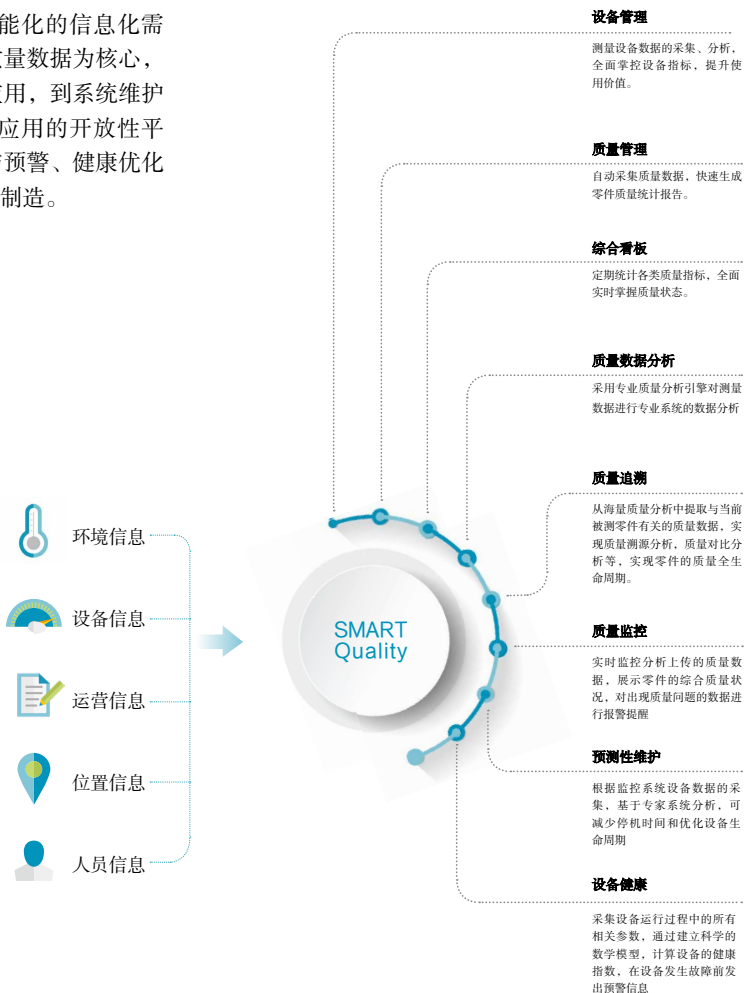 能化的信息化需
量数据为核心，
用，到系统维护
应用的开放性平
预警、健康优化
制造。
环境信息
设备信息
运营信息
位置信息
人员信息
SMART
Quality
设备管理
测量设备数据的采集、分析，
全面掌控设备指标，提升使
用价值。
质量管理
自动采集质量数据，快速生成
零件质量统计报告。
综合看板
定期统计各类质量指标，全面
实时掌握质量状态。
质量数据分析
采用专业质量分析引擎对测量
数据进行专业系统的数据分析
质量追溯
从海量质量分析中提取与当前
被测零件有关的质量数据，实
现质量溯源分析，质量对比分
析等，实现零件的质量全生
命周期。
质量监控
实时监控分析上传的质量数
据，展示零件的综合质量状
况，对出现质量问题的数据进
行报警提醒
预测性维护
根据监控系统设备数据的采
集，基于专家系统分析，可
减少停机时间和优化设备生
命周期
设备健康
采集设备运行过程中的所有
相关参数，通过建立科学的
数学模型，计算设备的健康
指数，在设备发生故障前发
出预警信息